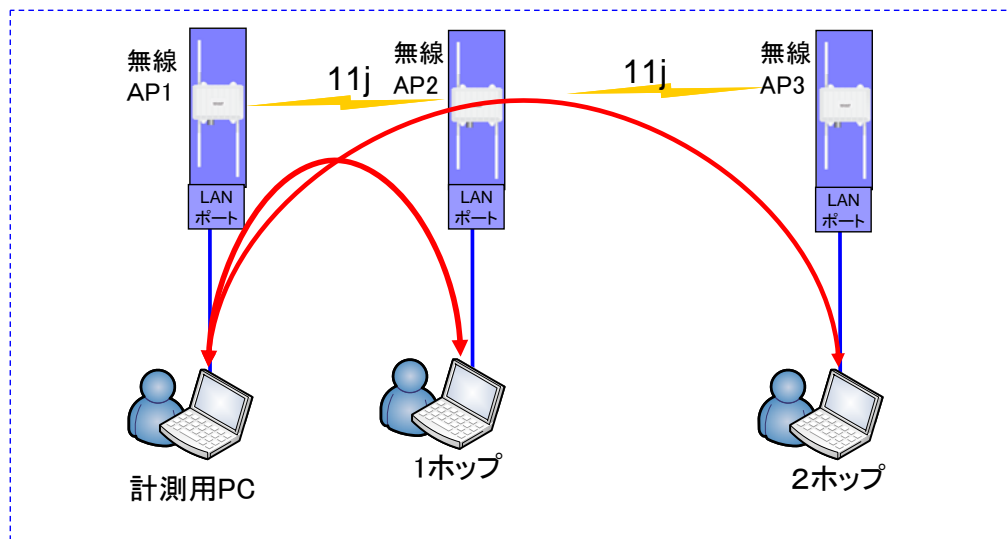 無線
AP1
11j
無線
AP2
11j
無線
AP3
LAN
ポート
LAN
ポート
LAN
ポート
計測用PC
1ホップ
2ホップ